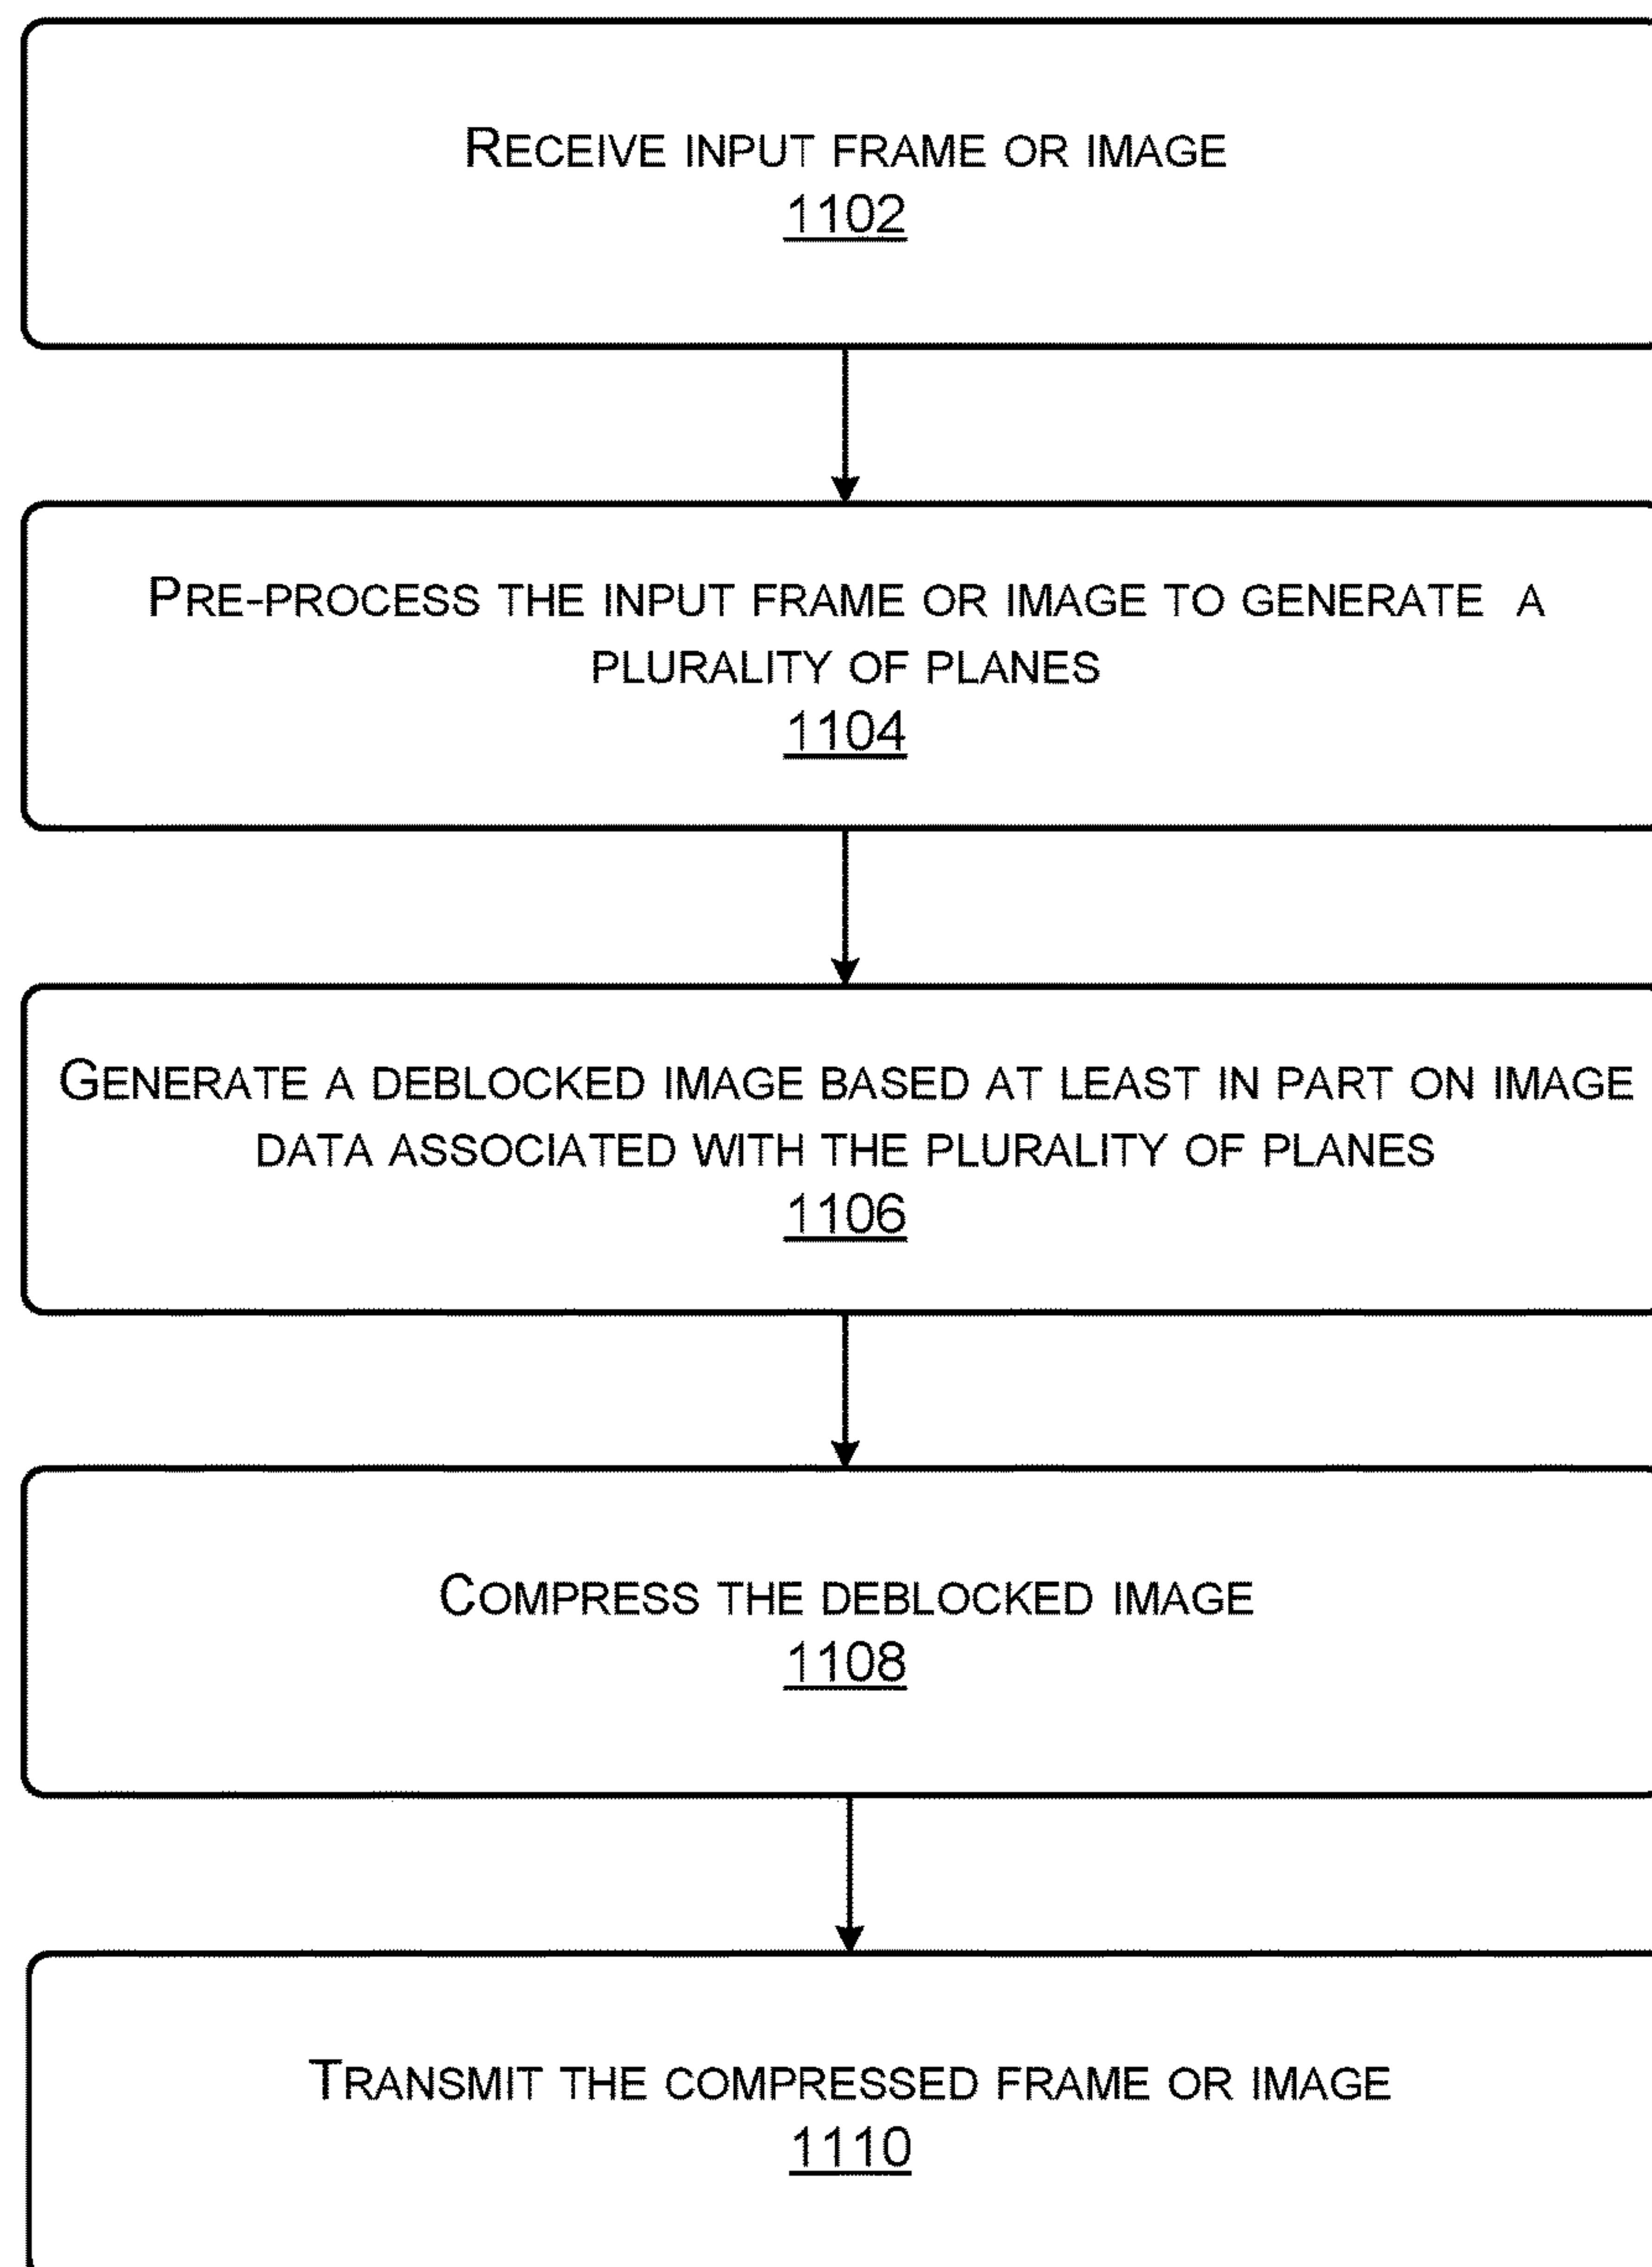 RECEIVE INPUT FRAME OR IMAGE
1102
PRE-PROCESS THE INPUT FRAME OR IMAGE TO GENERATE A
PLURALITY OF PLANES
1104
GENERATE A DEBLOCKED IMAGE BASED AT LEAST IN PART ON IMAGE
DATA ASSOCIATED WITH THE PLURALITY OF PLANES
1106
COMPRESS THE DEBLOCKED IMAGE
1108
TRANSMIT THE COMPRESSED FRAME OR IMAGE
1110